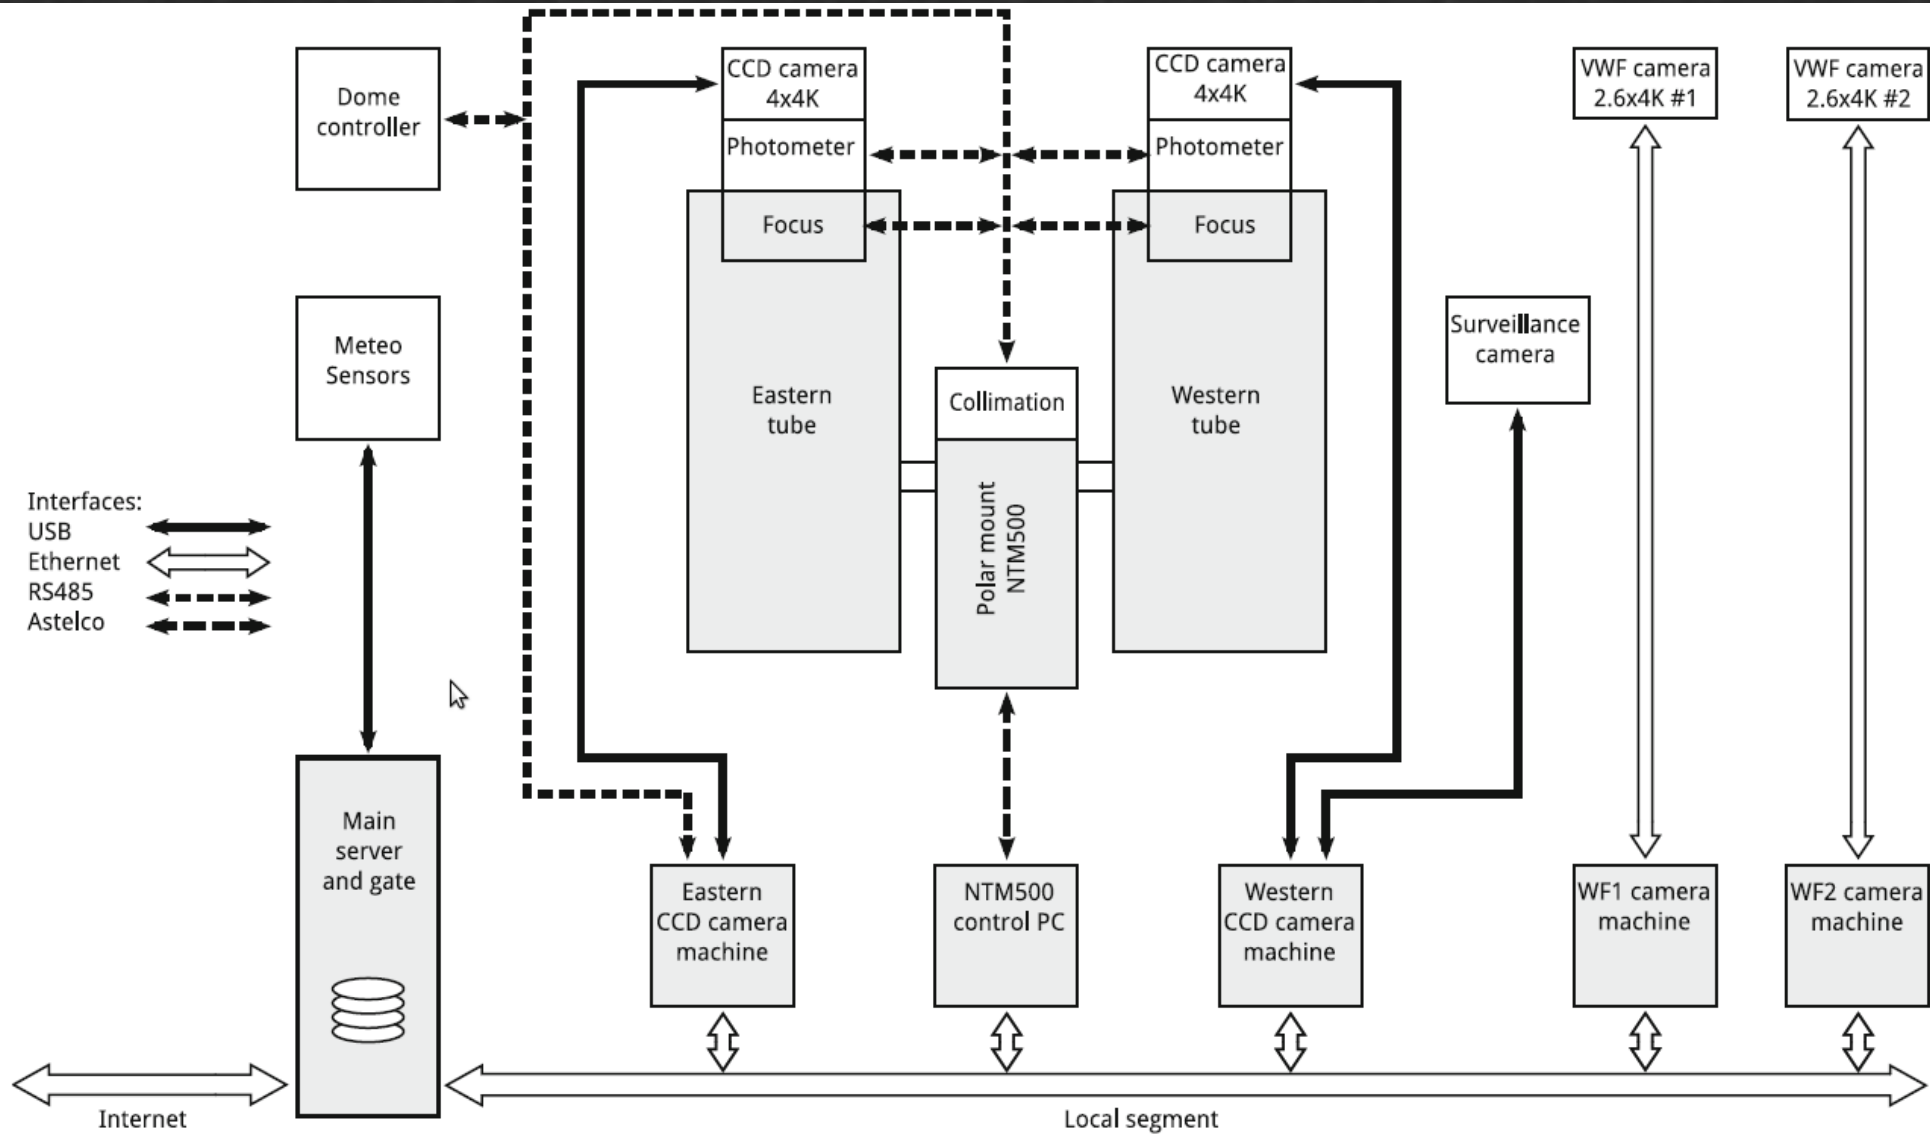 Dome
controller
CCD camera
4x4K
Photometer
Focus
Eastern
tube
CCD camera
4x4K
Photometer
Focus
Western
tube
VWF camera
2.6x4K #1
VWF camera
2.6x4K #2
Meteo
Sensors
Collimation
Polar mount
NTM500
Surveillance
camera
Interfaces:
USB
Ethernet
RS485
Astelco
Main
server
and gate
Eastern
CCD camera
machine
NTM500
control PC
Western
CCD camera
machine
WF1 camera
machine
WF2 camera
machine
Internet
Local segment